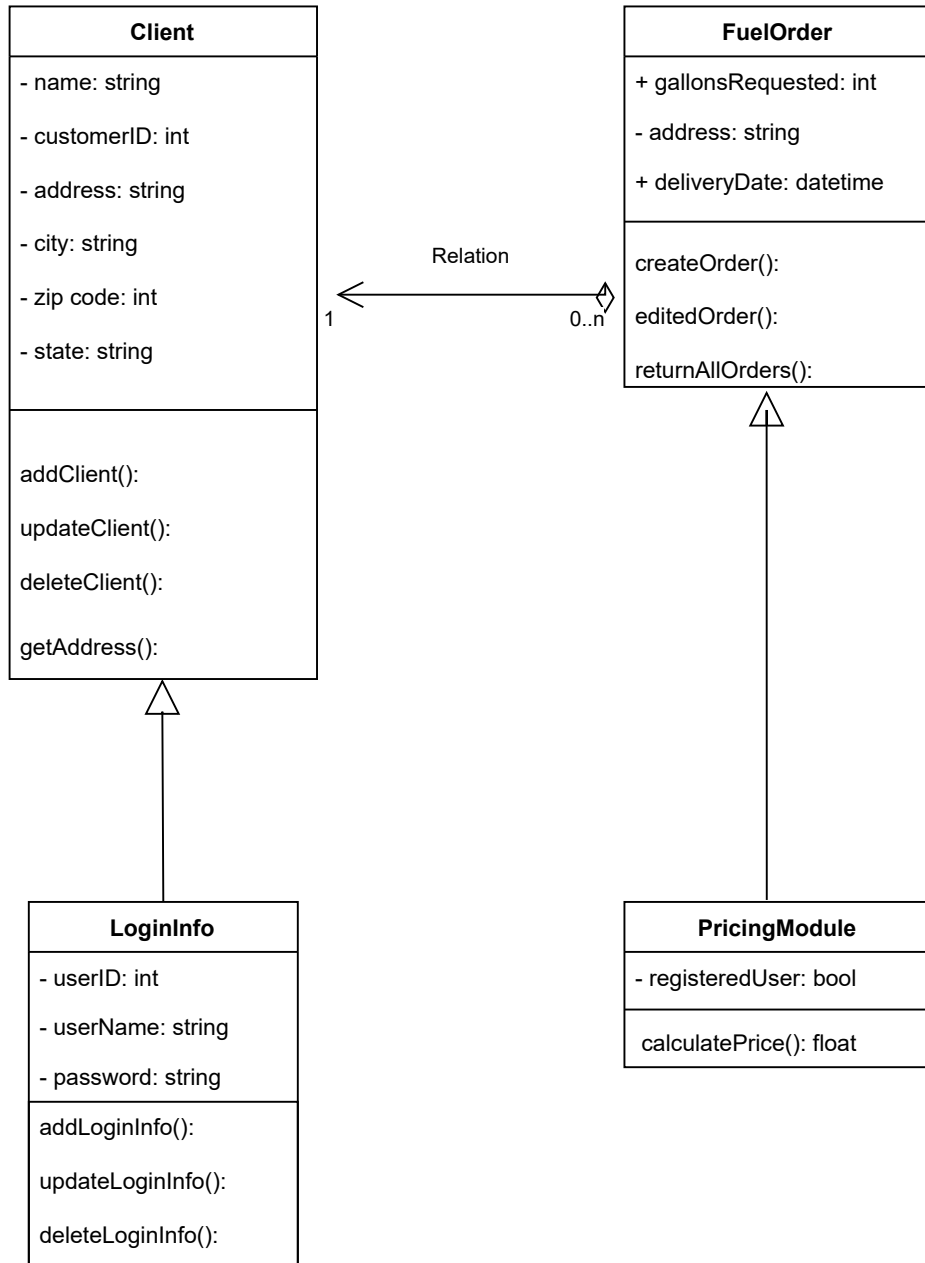 Client
- name: string
- customerID: int
- address: string
- city: string
- zip code: int
- state: string
addClient():
updateClient():
deleteClient():
getAddress():
Relation
1
0..n
FuelOrder
+ gallonsRequested: int
- address: string
+ deliveryDate: datetime
createOrder():
editedOrder():
returnAllOrders():
LoginInfo
- userID: int
- userName: string
- password: string
addLoginInfo():
updateLoginInfo():
deleteLoginInfo():
PricingModule
- registeredUser: bool
calculatePrice(): float